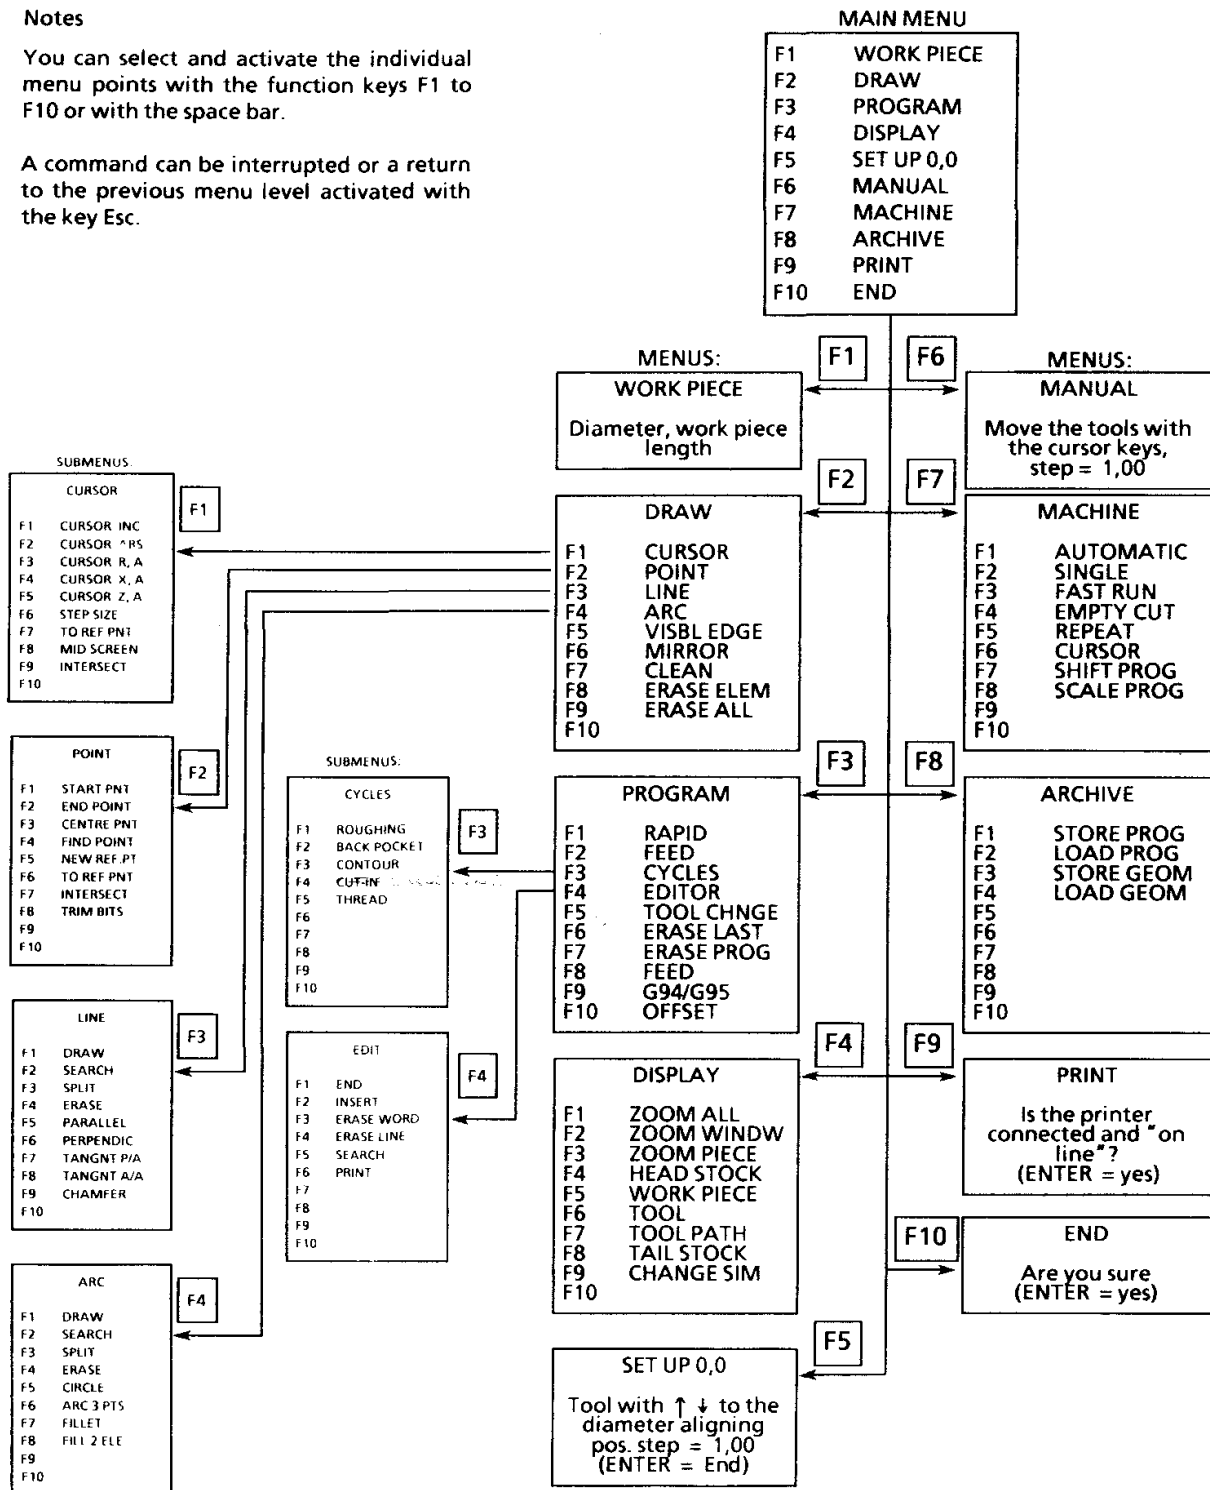 Notes
You can select and activate the individual
menu points with the function keys F1 to
F10 or with the space bar.
A command can be interrupted or a return
to the previous menu level activated with
the key Esc.
MAIN MENU
F1 WORK PIECE
F2 DRAW
F3 PROGRAM
F4 DISPLAY
F5 SET UP 0,0
F6 MANUAL
F7 MACHINE
F8 ARCHIVE
F9 PRINT
F10 END
MENUS:
F1
WORK PIECE
Diameter, work piece
length
F6
MENUS:
MANUAL
Move the tools with
the cursor keys,
step = 1,00
F2
DRAW
F1 CURSOR
F2 POINT
F3 LINE
F4 ARC
F5 VISBL EDGE
F6 MIRROR
F7 CLEAN
F8 ERASE ELEM
F9 ERASE ALL
F10
F7
MACHINE
F1 AUTOMATIC
F2 SINGLE
F3 FAST RUN
F4 EMPTY CUT
F5 REPEAT
F6 CURSOR
F7 SHIFT PROG
F8 SCALE PROG
F9
F10
SUBMENUS:
CURSOR
F1
F1 CURSOR INC
F2 CURSOR
F3 CURSOR R, A
F4 CURSOR X, A
F5 CURSOR Z, A
F6 STEP SIZE
F7 TO REF PNT
F8 MID SCREEN
F9 INTERSECT
F10
POINT
F2
F1 START PNT
F2 END POINT
F3 CENTRE PNT
F4 FIND POINT
F5 NEW REF.PT
F6 TO REF PNT
F7 INTERSECT
F8 TRIM BITS
F9
F10
LINE
F3
F1 DRAW
F2 SEARCH
F3 SPLIT
F4 ERASE
F5 PARALLEL
F6 PERPENDIC
F7 TANGNT P/A
F8 TANGNT A/A
F9 CHAMFER
F10
ARC
F4
F1 DRAW
F2 SEARCH
F3 SPLIT
F4 ERASE
F5 CIRCLE
F6 ARC 3 PTS
F7 FILLET
F8 FILL 2 ELE
F9
F10
SUBMENUS:
CYCLES
F3
F1 ROUGHING
F2 BACK POCKET
F3 CONTOUR
F4 CUT-IN
F5 THREAD
F6
F7
F8
F9
F10
EDIT
F4
F1 END
F2 INSERT
F3 ERASE WORD
F4 ERASE LINE
F5 SEARCH
F6 PRINT
F7
F8
F9
F10
F3
PROGRAM
F1 RAPID
F2 FEED
F3 CYCLES
F4 EDITOR
F5 TOOL CHNGE
F6 ERASE LAST
F7 ERASE PROG
F8 FEED
F9 G94/G95
F10 OFFSET
F8
ARCHIVE
F1 STORE PROG
F2 LOAD PROG
F3 STORE GEOM
F4 LOAD GEOM
F5
F6
F7
F8
F9
F10
F4
DISPLAY
F1 ZOOM ALL
F2 ZOOM WINDW
F3 ZOOM PIECE
F4 HEAD STOCK
F5 WORK PIECE
F6 TOOL
F7 TOOL PATH
F8 TAIL STOCK
F9 CHANGE SIM
F10
F9
PRINT
Is the printer
connected and "on
line"?
(ENTER = yes)
F10
END
Are you sure
(ENTER = yes)
F5
SET UP 0,0
Tool with ↑ ↓ to the
diameter aligning
pos. step = 1,00
(ENTER = End)